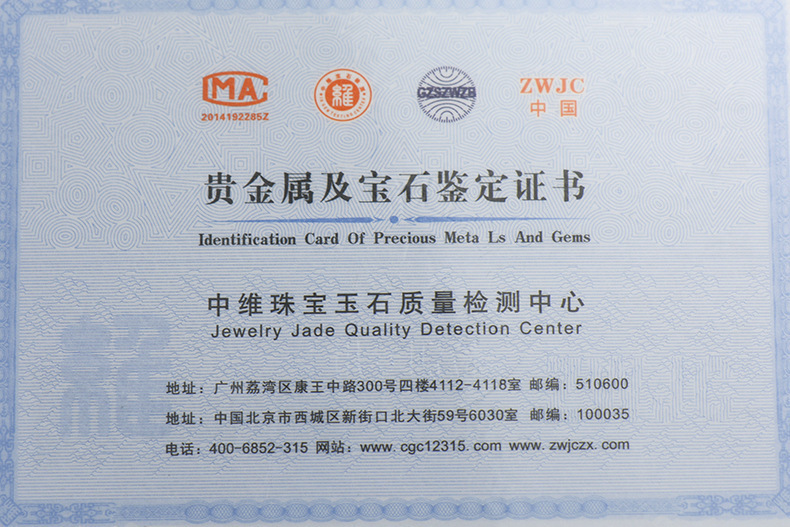 CMA
2014192285Z
維
GZSZWZB
ZWJC
中国
贵金属及宝石鉴定证书
Identification Card Of Precious Meta Ls And Gems
中维珠宝玉石质量检测中心
Jewelry Jade Quality Detection Center
地址：广州荔湾区康王中路300号四楼4112-4118室 邮编：510600
地址：中国北京市西城区新街口北大街59号6030室 邮编：100035
电话：400-6852-315 网站：www. cgc12315. com www. zwjczx. com